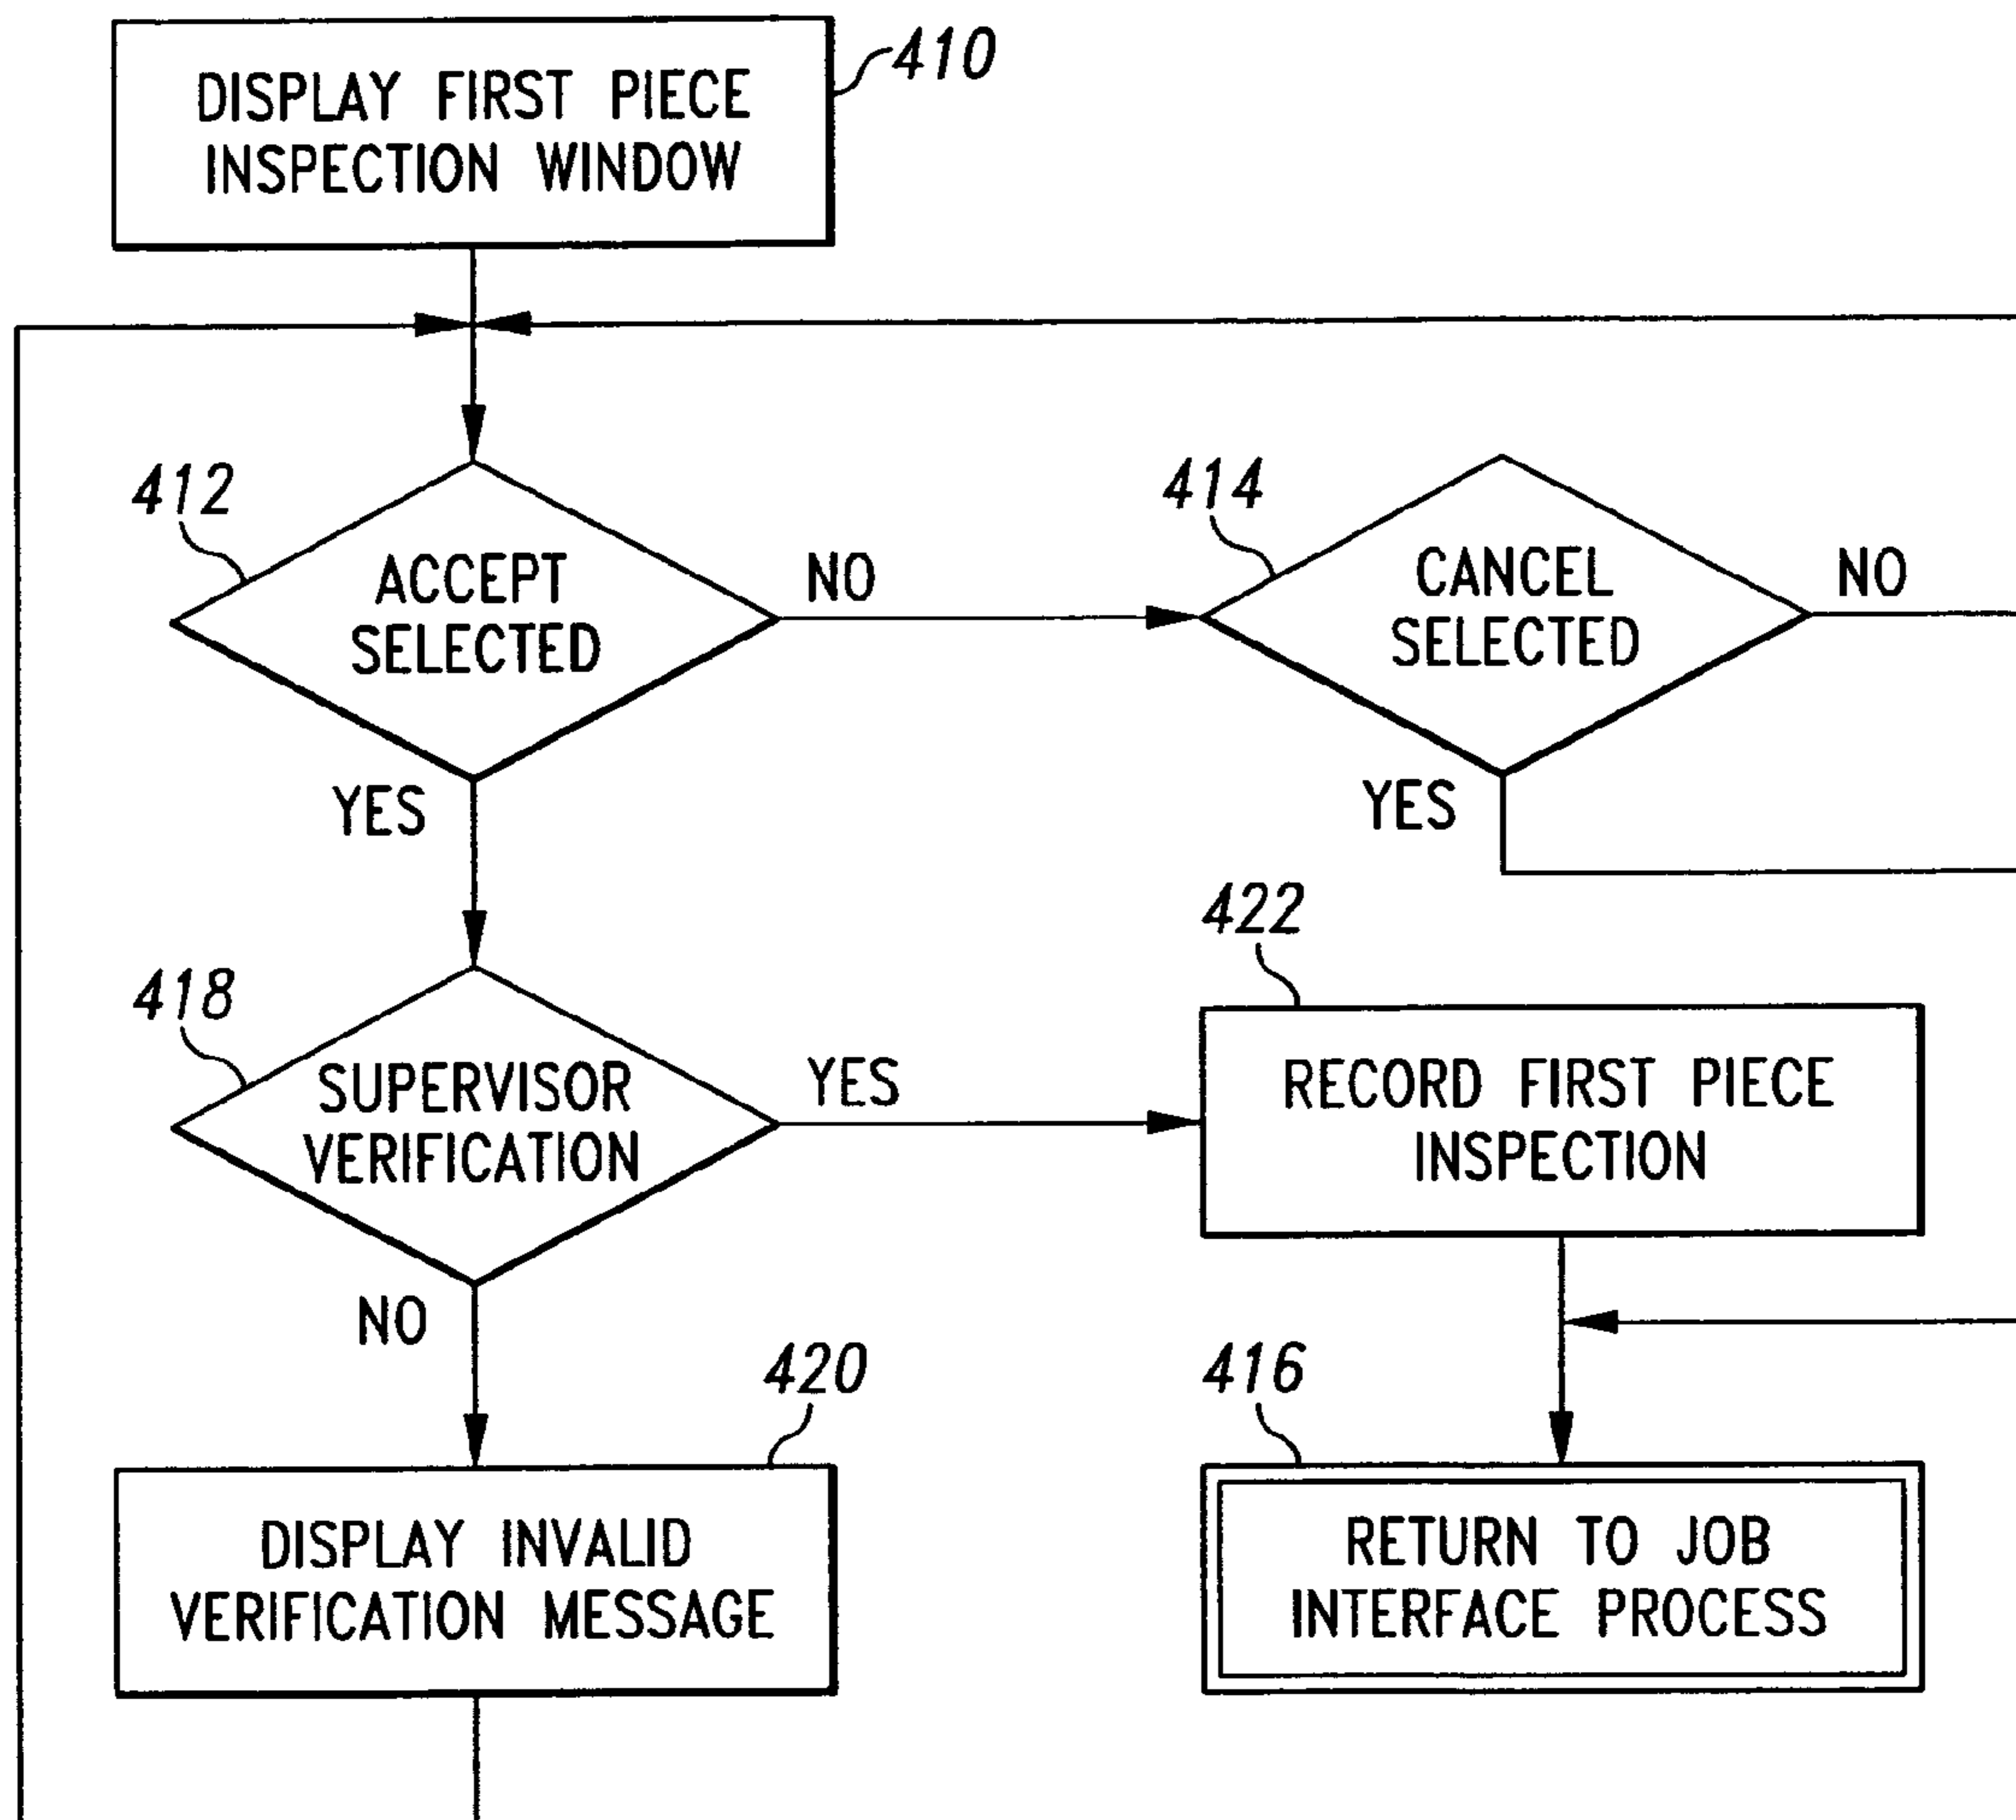 410
DISPLAY FIRST PIECE
INSPECTION WINDOW
412
ACCEPT
SELECTED
NO
YES
414
CANCEL
SELECTED
NO
YES
418
SUPERVISOR
VERIFICATION
YES
NO
422
RECORD FIRST PIECE
INSPECTION
420
DISPLAY INVALID
VERIFICATION MESSAGE
416
RETURN TO JOB
INTERFACE PROCESS